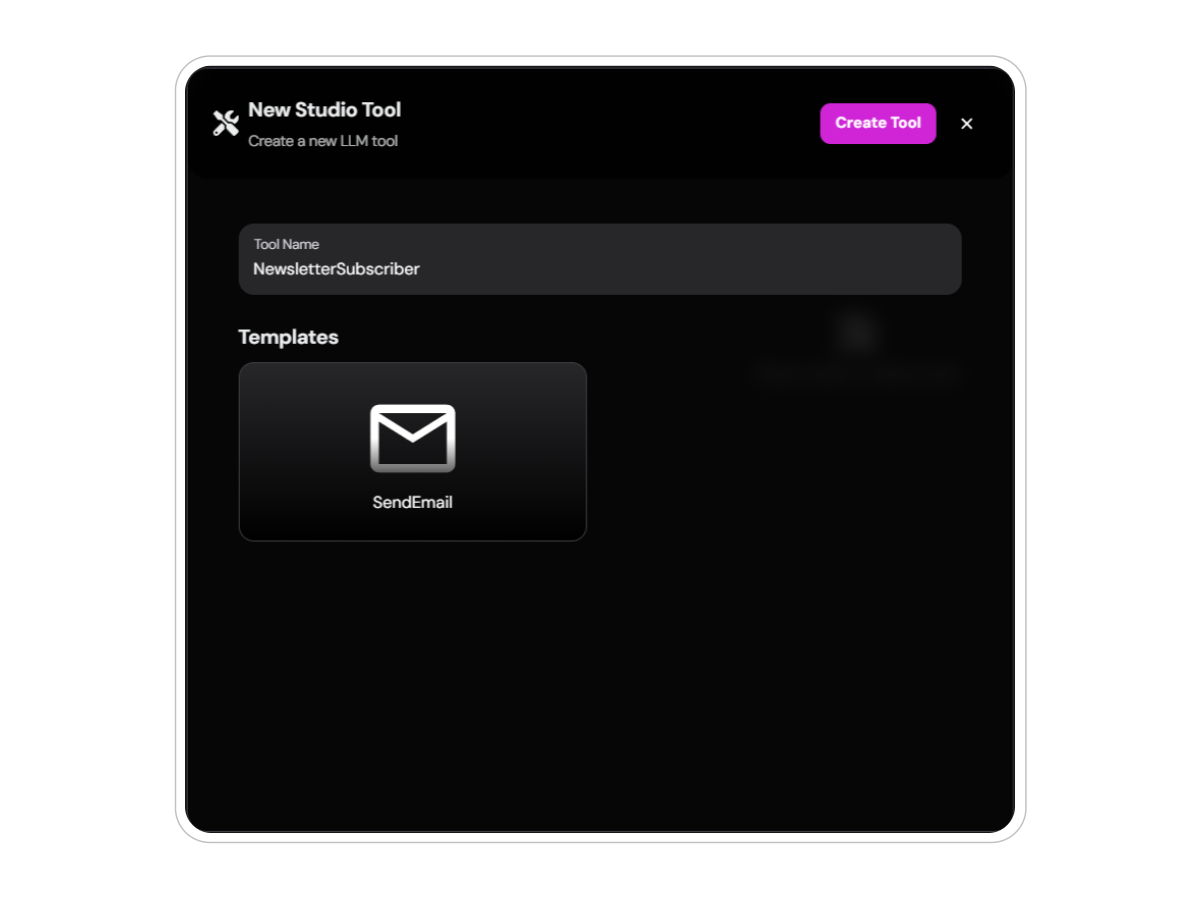 New Studio Tool
Create a new LLM tool
Create Tool
Tool Name
NewsletterSubscriber
Templates
SendEmail